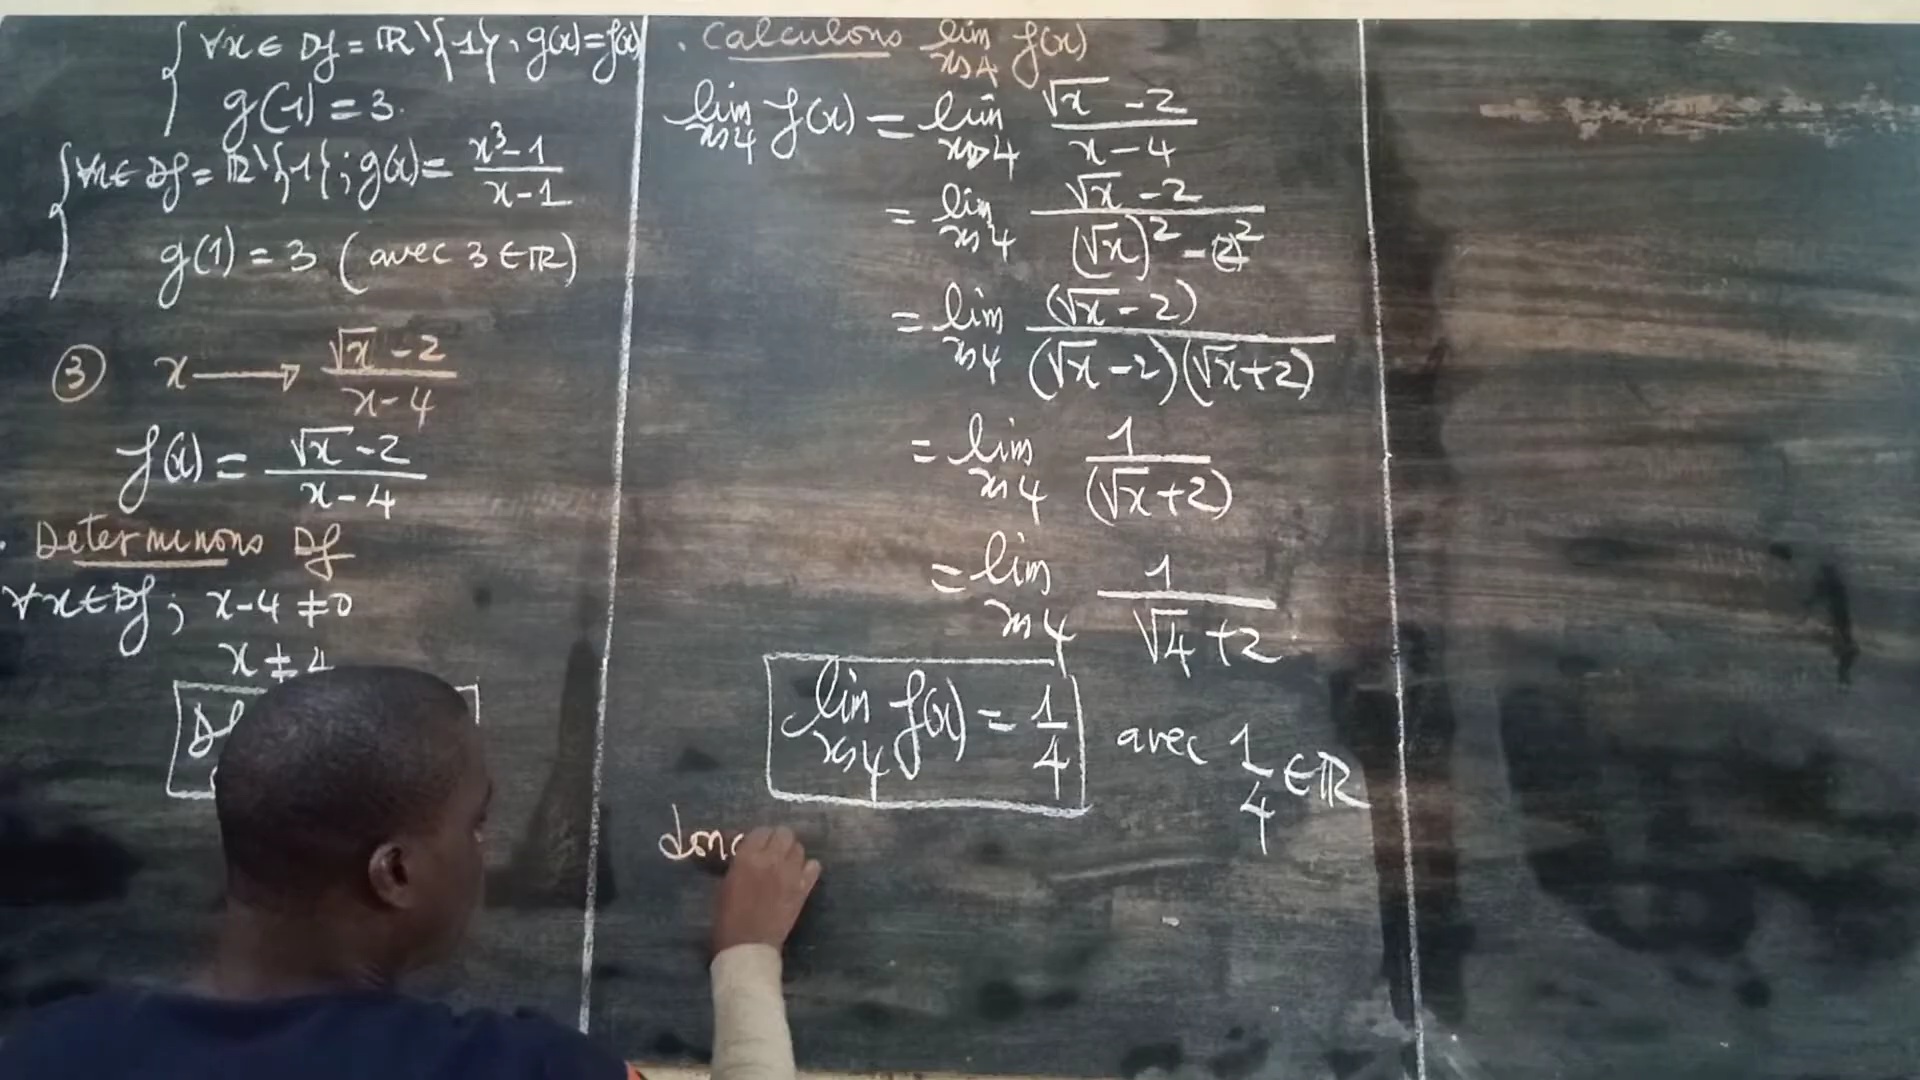 ∀x ∈ Df = ℝ\{1}, g(x) = f(x)
g(1) = 3.
∀x ∈ Df = ℝ\{1}; g(x) = (x³-1)/(x-1)
g(1) = 3 (avec 3 ∈ ℝ)
③ x ⟶ (√x - 2)/(x-4)
f(x) = (√x - 2)/(x - 4)
. Determinons Df
∀x ∈ Df; x-4 ≠ 0
x ≠ 4
Df
. Calculons lim x→4 f(x)
lim x→4 f(x) = lim x→4 (√x - 2)/(x - 4)
= lim x→4 (√x - 2)/((√x)² - (2)²)
= lim x→4 (√x - 2)/((√x - 2)(√x + 2))
= lim x→4 1/(√x + 2)
= lim x→4 1/(√4 + 2)
lim x→4 f(x) = 1/4 avec 1/4 ∈ ℝ
donc